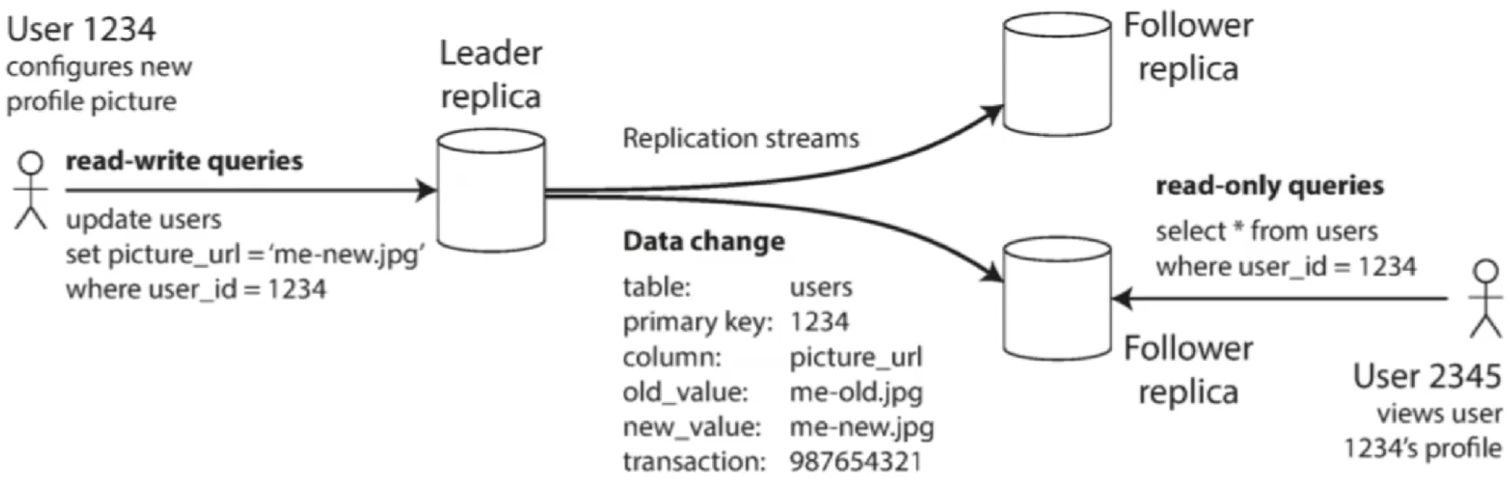 User 1234
configures new
profile picture
read-write queries
update users
set picture_url = 'me-new.jpg'
where user_id = 1234
Leader
replica
Replication streams
Data change
table: users
primary key: 1234
column: picture_url
old_value: me-old.jpg
new_value: me-new.jpg
transaction: 987654321
Follower
replica
read-only queries
select * from users
where user_id = 1234
Follower
replica
User 2345
views user
1234's profile